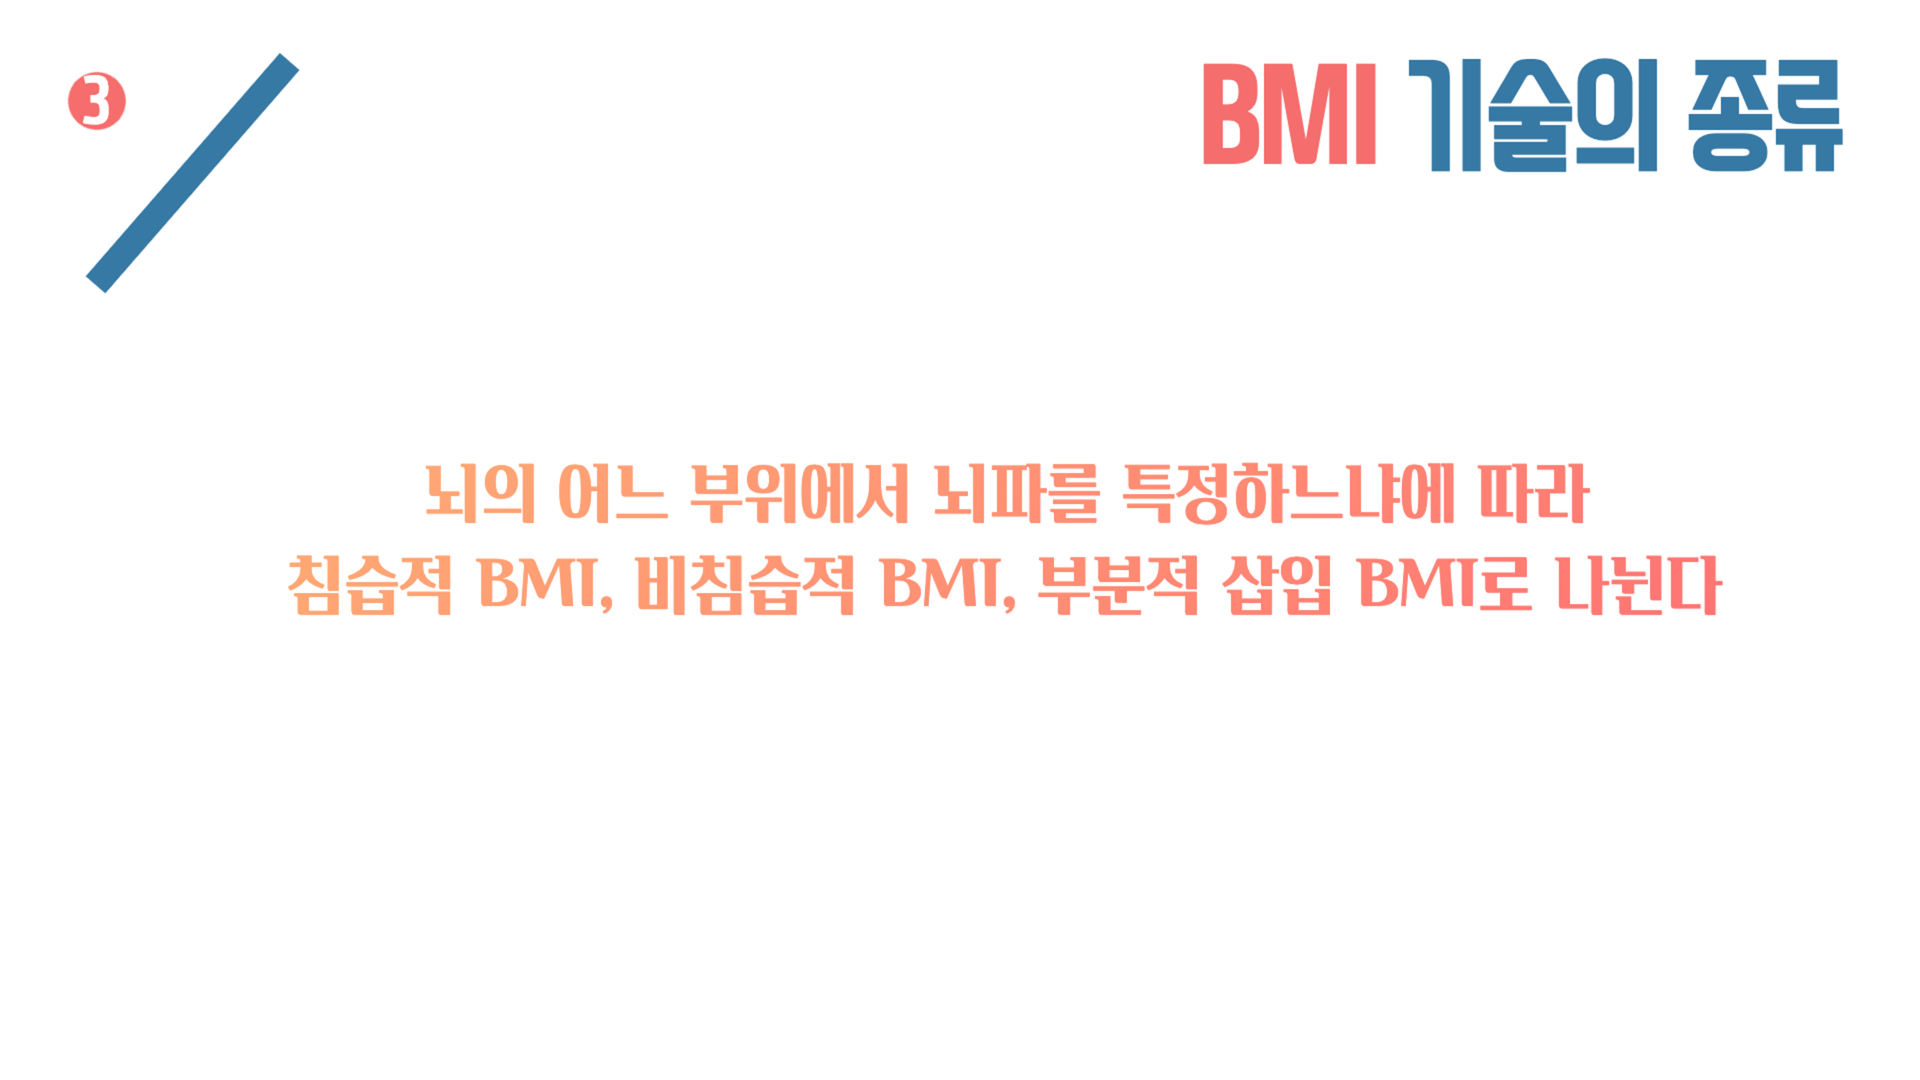 3
BMI 기술의 종류
뇌의 어느 부위에서 뇌파를 특정하느냐에 따라
침습적 BMI, 비침습적 BMI, 부분적 삽입 BMI로 나뉜다